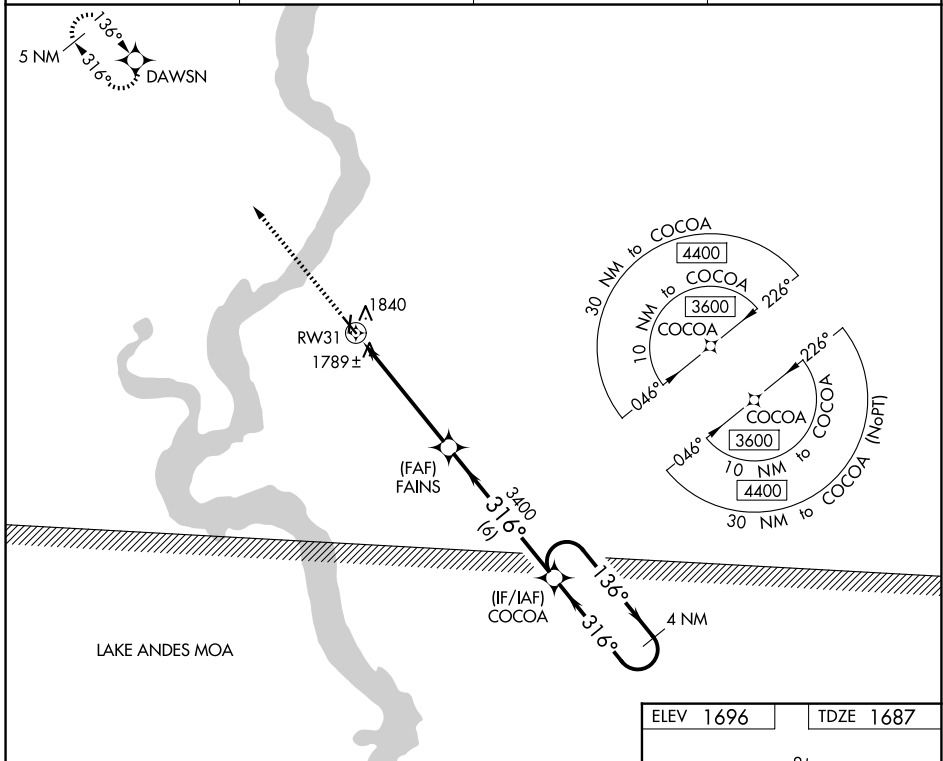 136°
5 NM
316°
DAWSN
30 NM to COCOA
4400
10 NM to COCOA
3600
226°
COCOA
046°
1840
RW31
1789±
226°
COCOA
046°
3600
10 NM to COCOA
4400
30 NM to COCOA (NoPT)
(FAF)
FAINS
3400
316°
(6)
136°
(IF/IAF)
COCOA
316°
4 NM
LAKE ANDES MOA
ELEV 1696
TDZE 1687